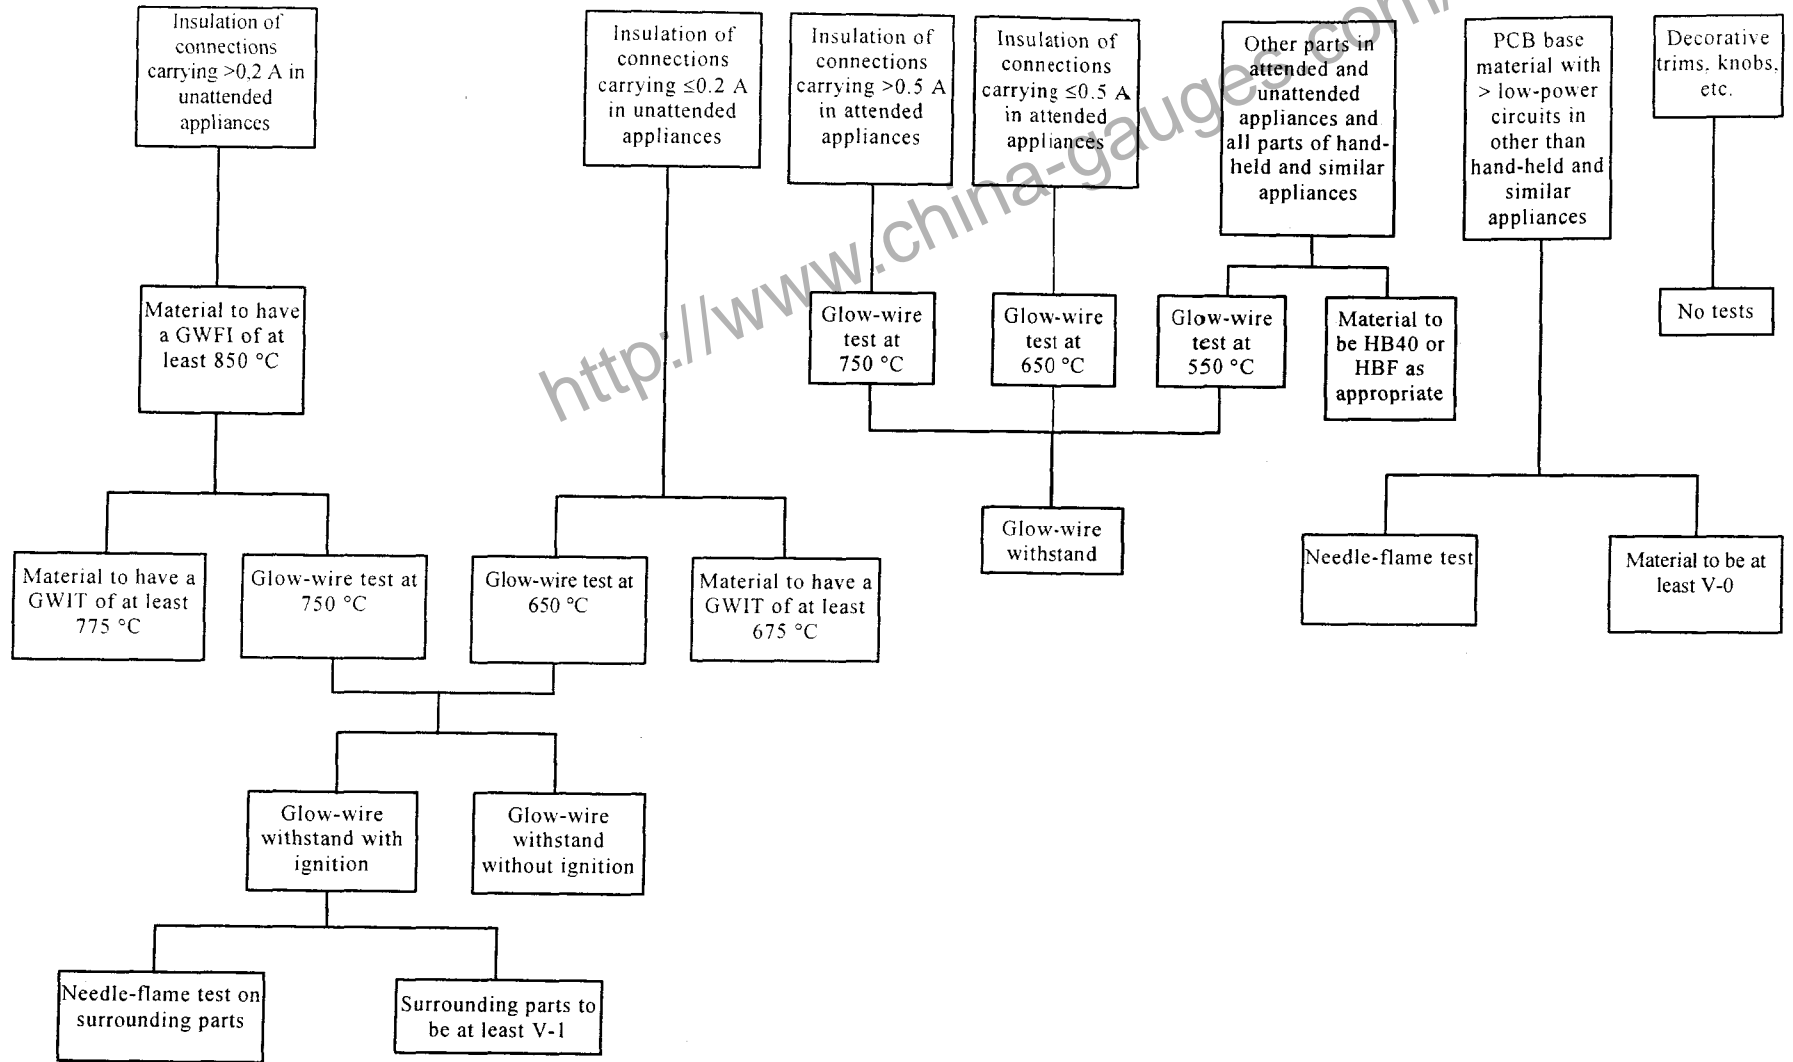 Insulation of
connections
carrying >0,2 A in
unattended
appliances
Insulation of
connections
carrying ≤0.2 A
in unattended
appliances
Insulation of
connections
carrying >0.5 A
in attended
appliances
Insulation of
connections
carrying ≤0.5 A
in attended
appliances
Other parts in
attended and
unattended
appliances and
all parts of hand-
held and similar
appliances
PCB base
material with
> low-power
circuits in
other than
hand-held and
similar
appliances
Decorative
trims, knobs,
etc.
Material to have
a GWFI of at
least 850 °C
Glow-wire
test at
750 °C
Glow-wire
test at
650 °C
Glow-wire
test at
550 °C
Material to
be HB40 or
HBF as
appropriate
No tests
Glow-wire
withstand
Material to have a
GWIT of at least
775 °C
Glow-wire test at
750 °C
Glow-wire test at
650 °C
Material to have a
GWIT of at least
675 °C
Needle-flame test
Material to be at
least V-0
Glow-wire
withstand with
ignition
Glow-wire
withstand
without ignition
Needle-flame test on
surrounding parts
Surrounding parts to
be at least V-1
http://www.china-gauges.com/